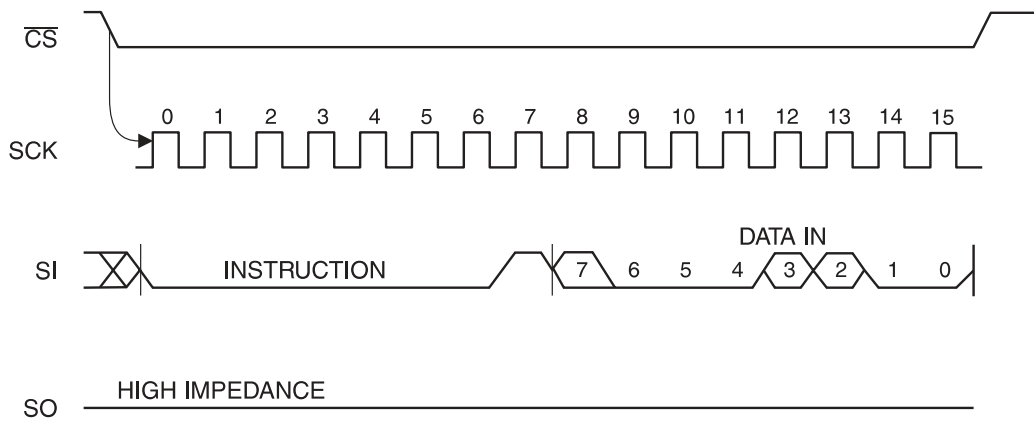 C̅S̅
0 1 2 3 4 5 6 7 8 9 10 11 12 13 14 15
SCK
DATA IN
SI
INSTRUCTION
7 6 5 4 3 2 1 0
HIGH IMPEDANCE
SO